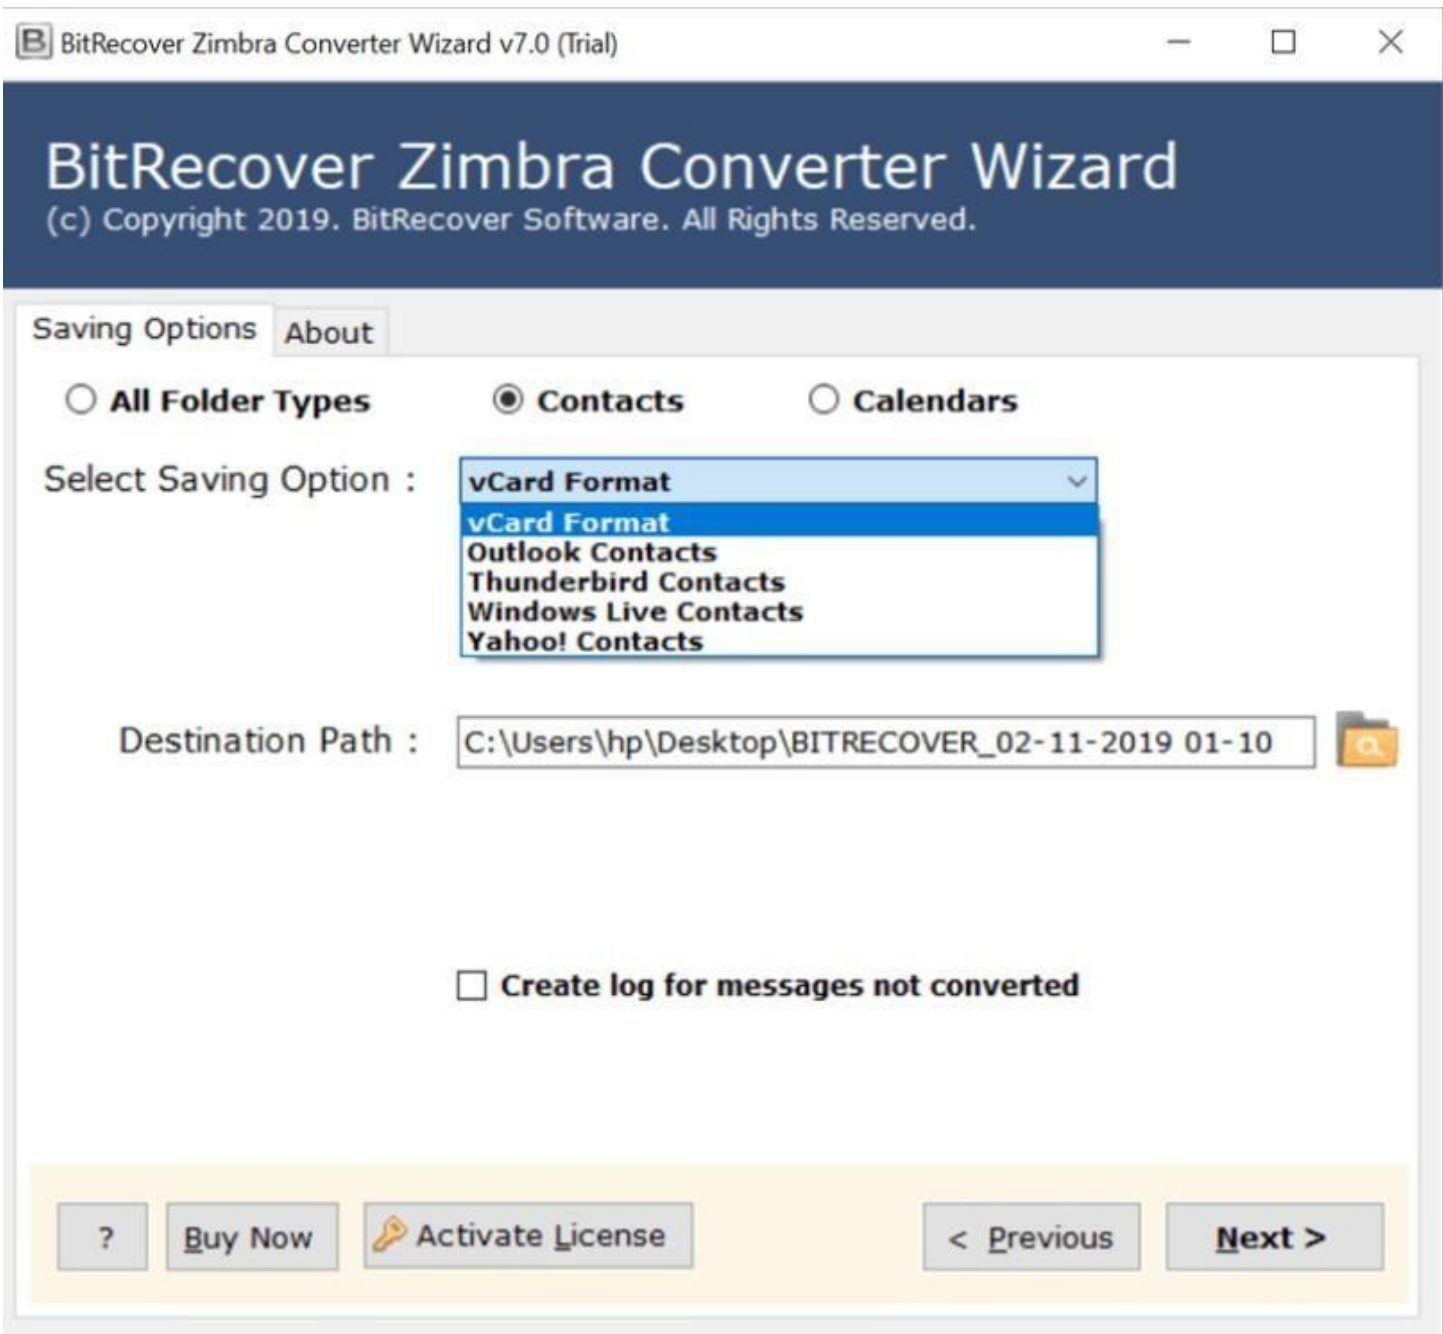 BitRecover Zimbra Converter Wizard v7.0 (Trial)
BitRecover Zimbra Converter Wizard
(c) Copyright 2019. BitRecover Software. All Rights Reserved.
Saving Options About
All Folder Types Contacts Calendars
Select Saving Option : vCard Format
vCard Format
Outlook Contacts
Thunderbird Contacts
Windows Live Contacts
Yahoo! Contacts
Destination Path : C:\Users\hp\Desktop\BITRECOVER_02-11-2019 01-10
Create log for messages not converted
? Buy Now Activate License < Previous Next >